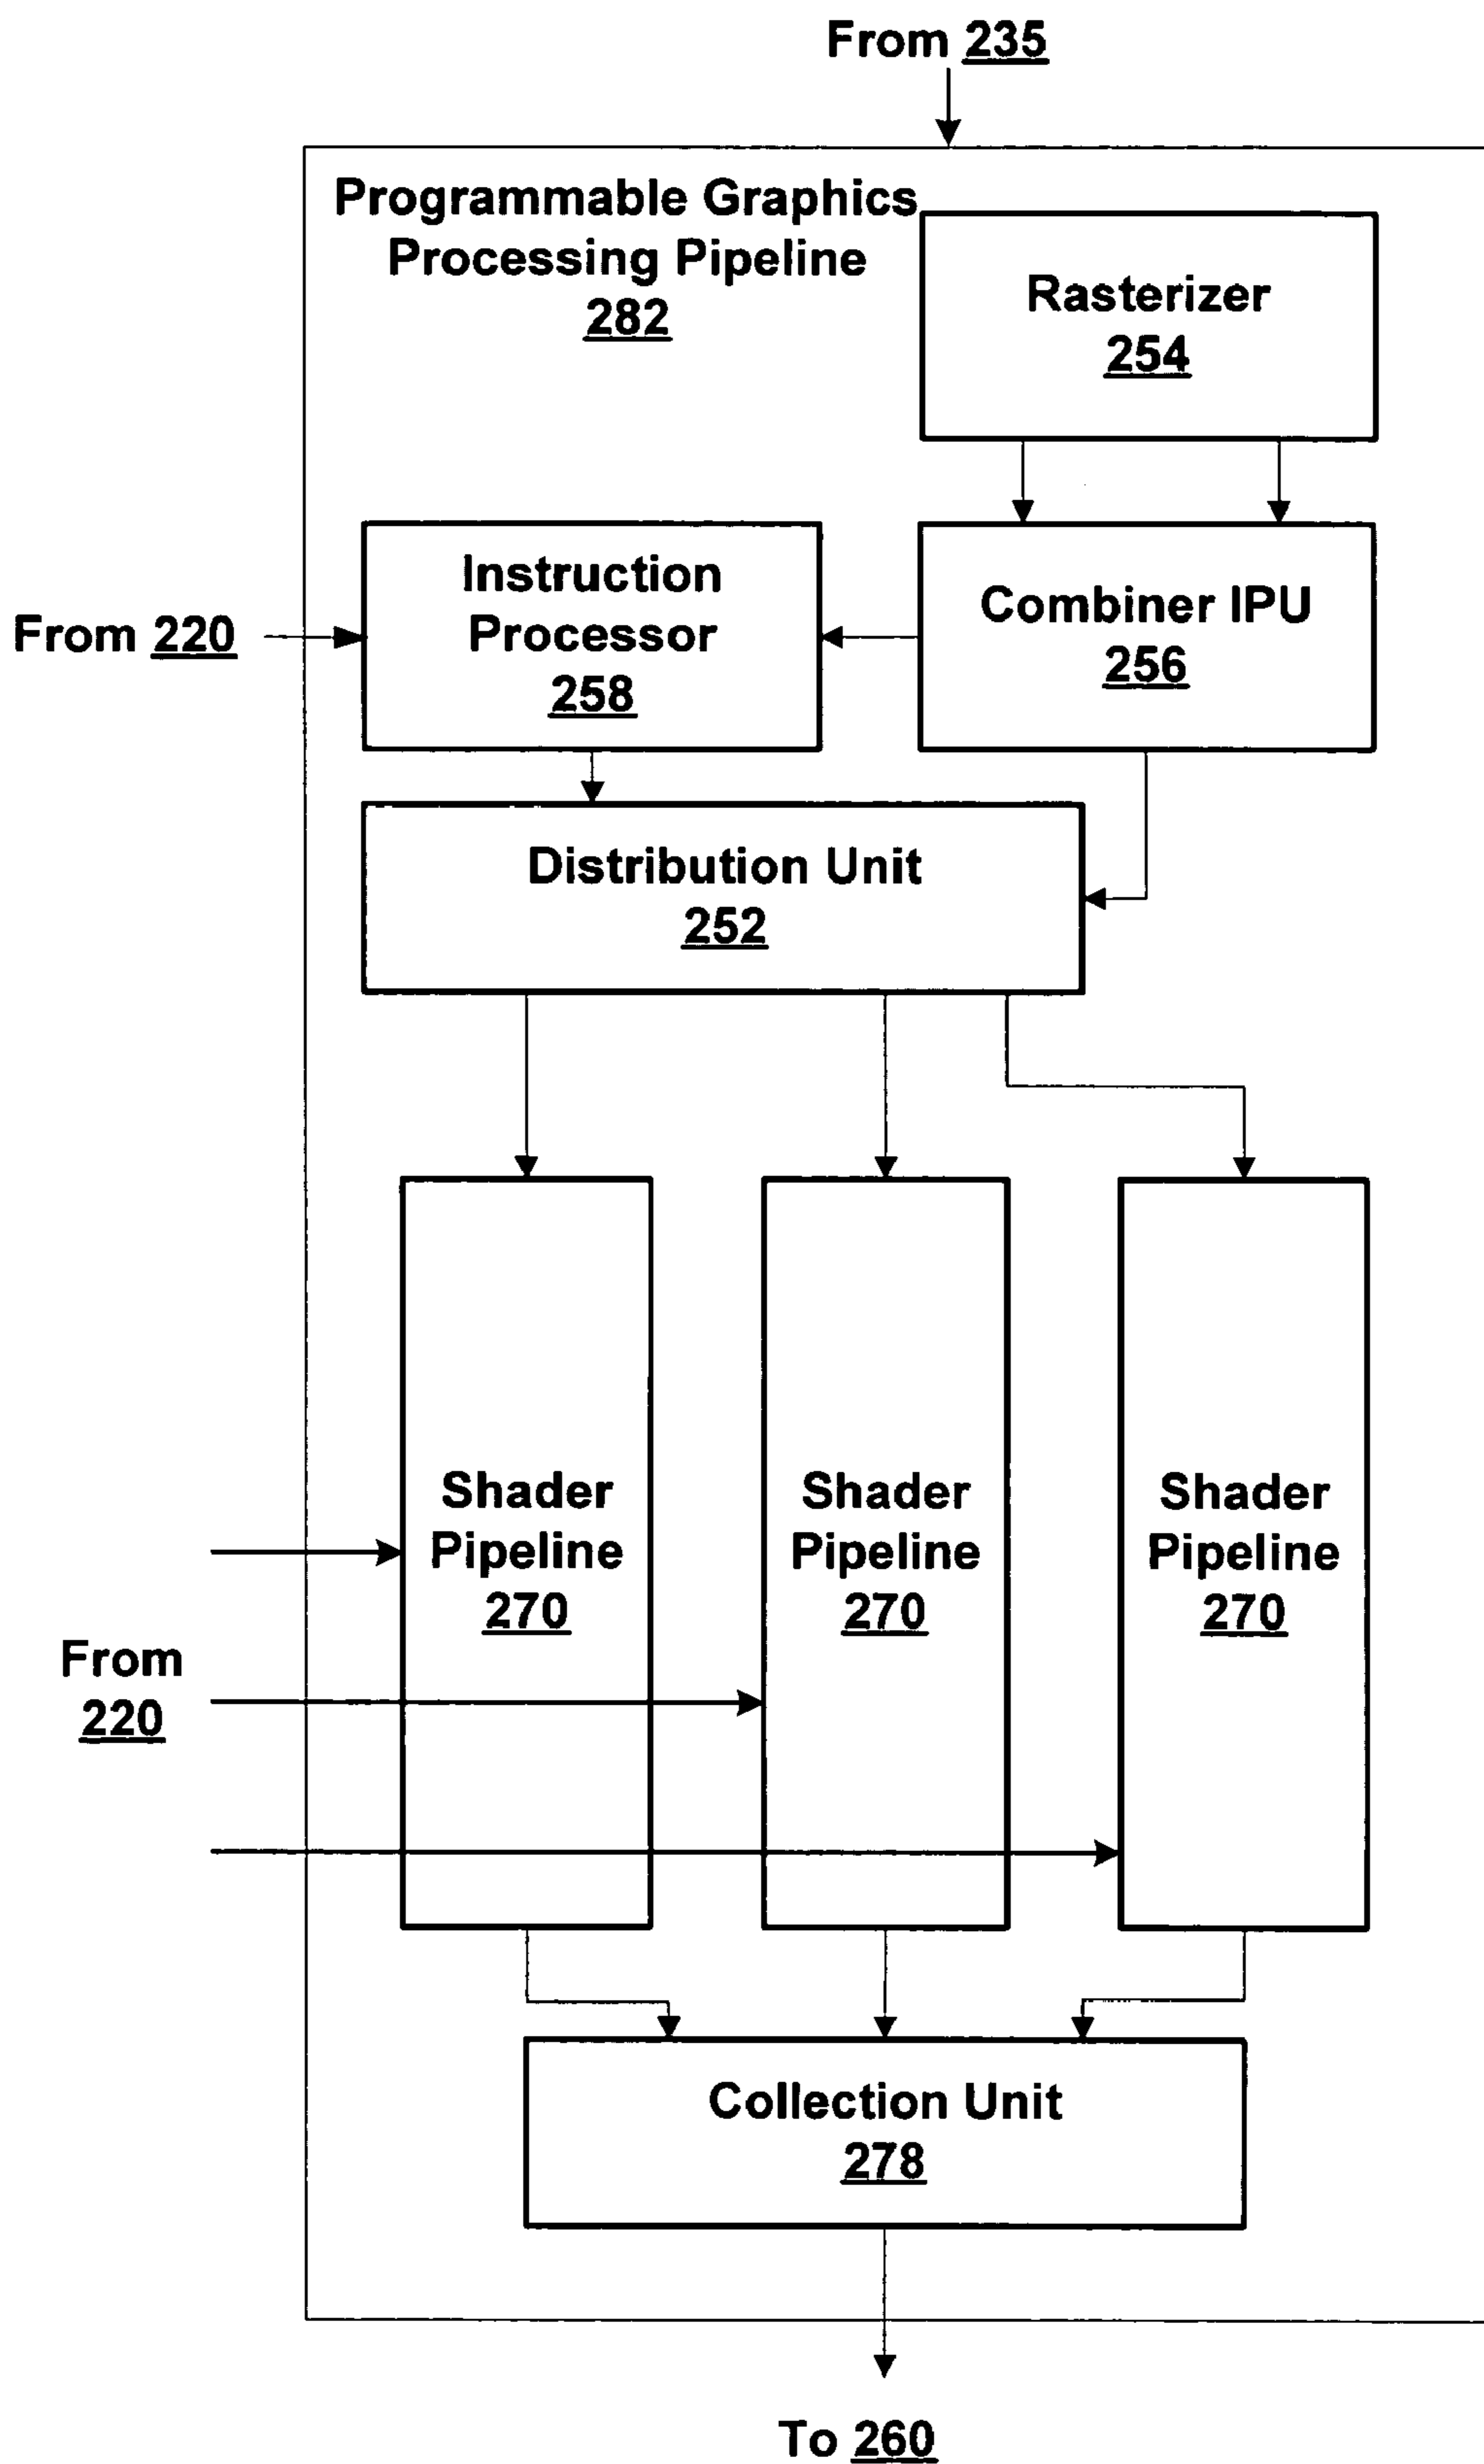 From 235
Programmable Graphics
Processing Pipeline
282
Rasterizer
254
Instruction
Processor
258
Combiner IPU
256
From 220
Distribution Unit
252
Shader
Pipeline
270
Shader
Pipeline
270
Shader
Pipeline
270
From
220
Collection Unit
278
To 260